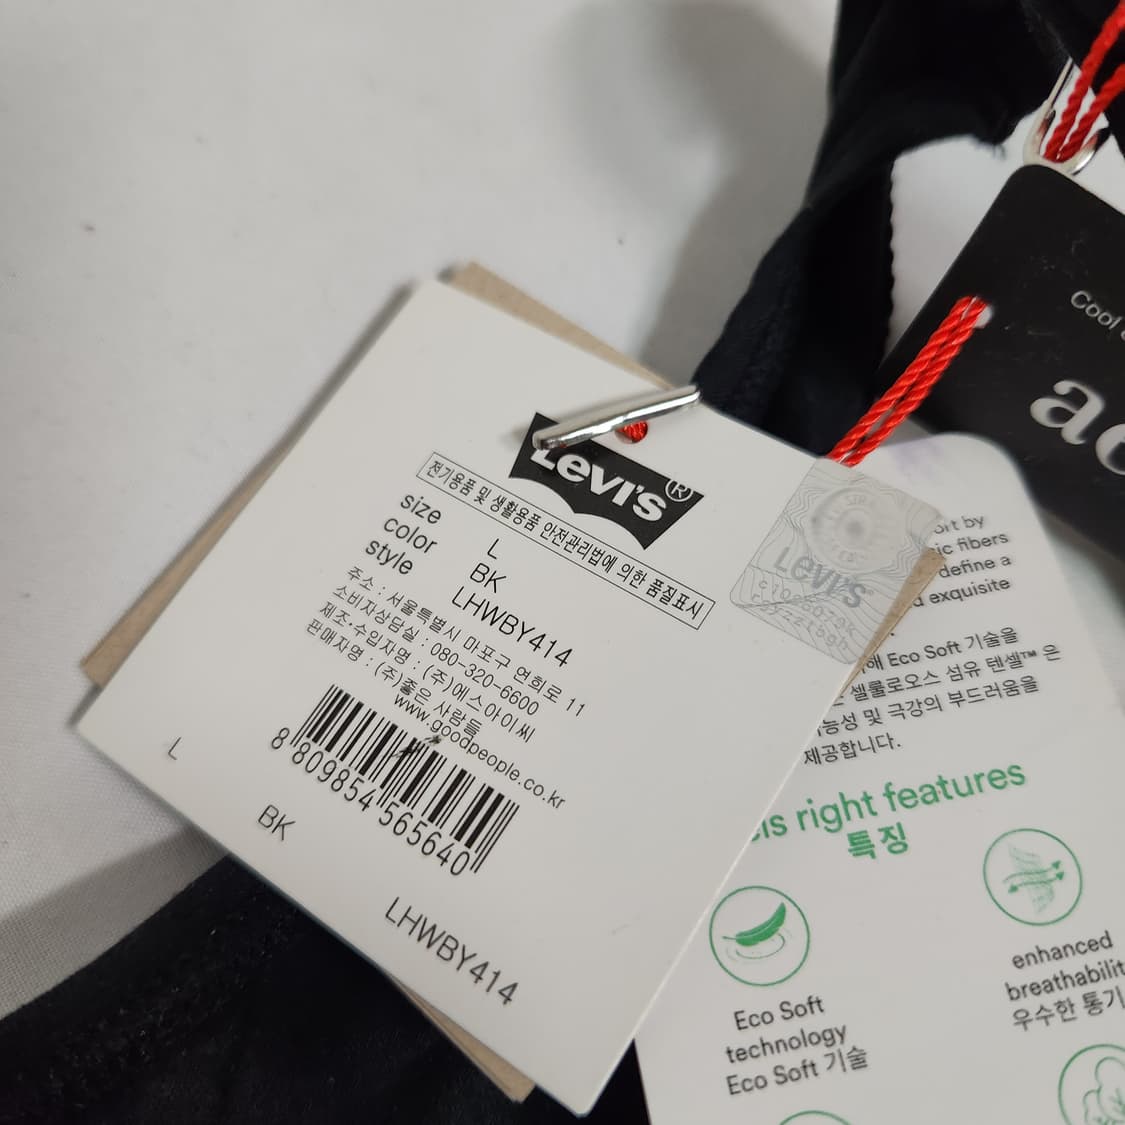 Levi's®
전기용품 및 생활용품 안전관리법에 의한 품질표시
size L
color BK
style LHWBY414
주소 : 서울특별시 마포구 연희로 11
소비자상담실 : 080-320-6600
제조·수입자명 : (주)에스아이씨
판매자명 : (주)좋은 사람들
www.goodpeople.co.kr
8 809854 565640
L
BK
LHWBY414
Levi's
Cool
by
fibers
define a
exquisite
Eco Soft 기술을
셀룰로오스 섬유 텐셀™ 은
및 극강의 부드러움을
제공합니다.
right features
특징
Eco Soft
technology
Eco Soft 기술
enhanced
우수한